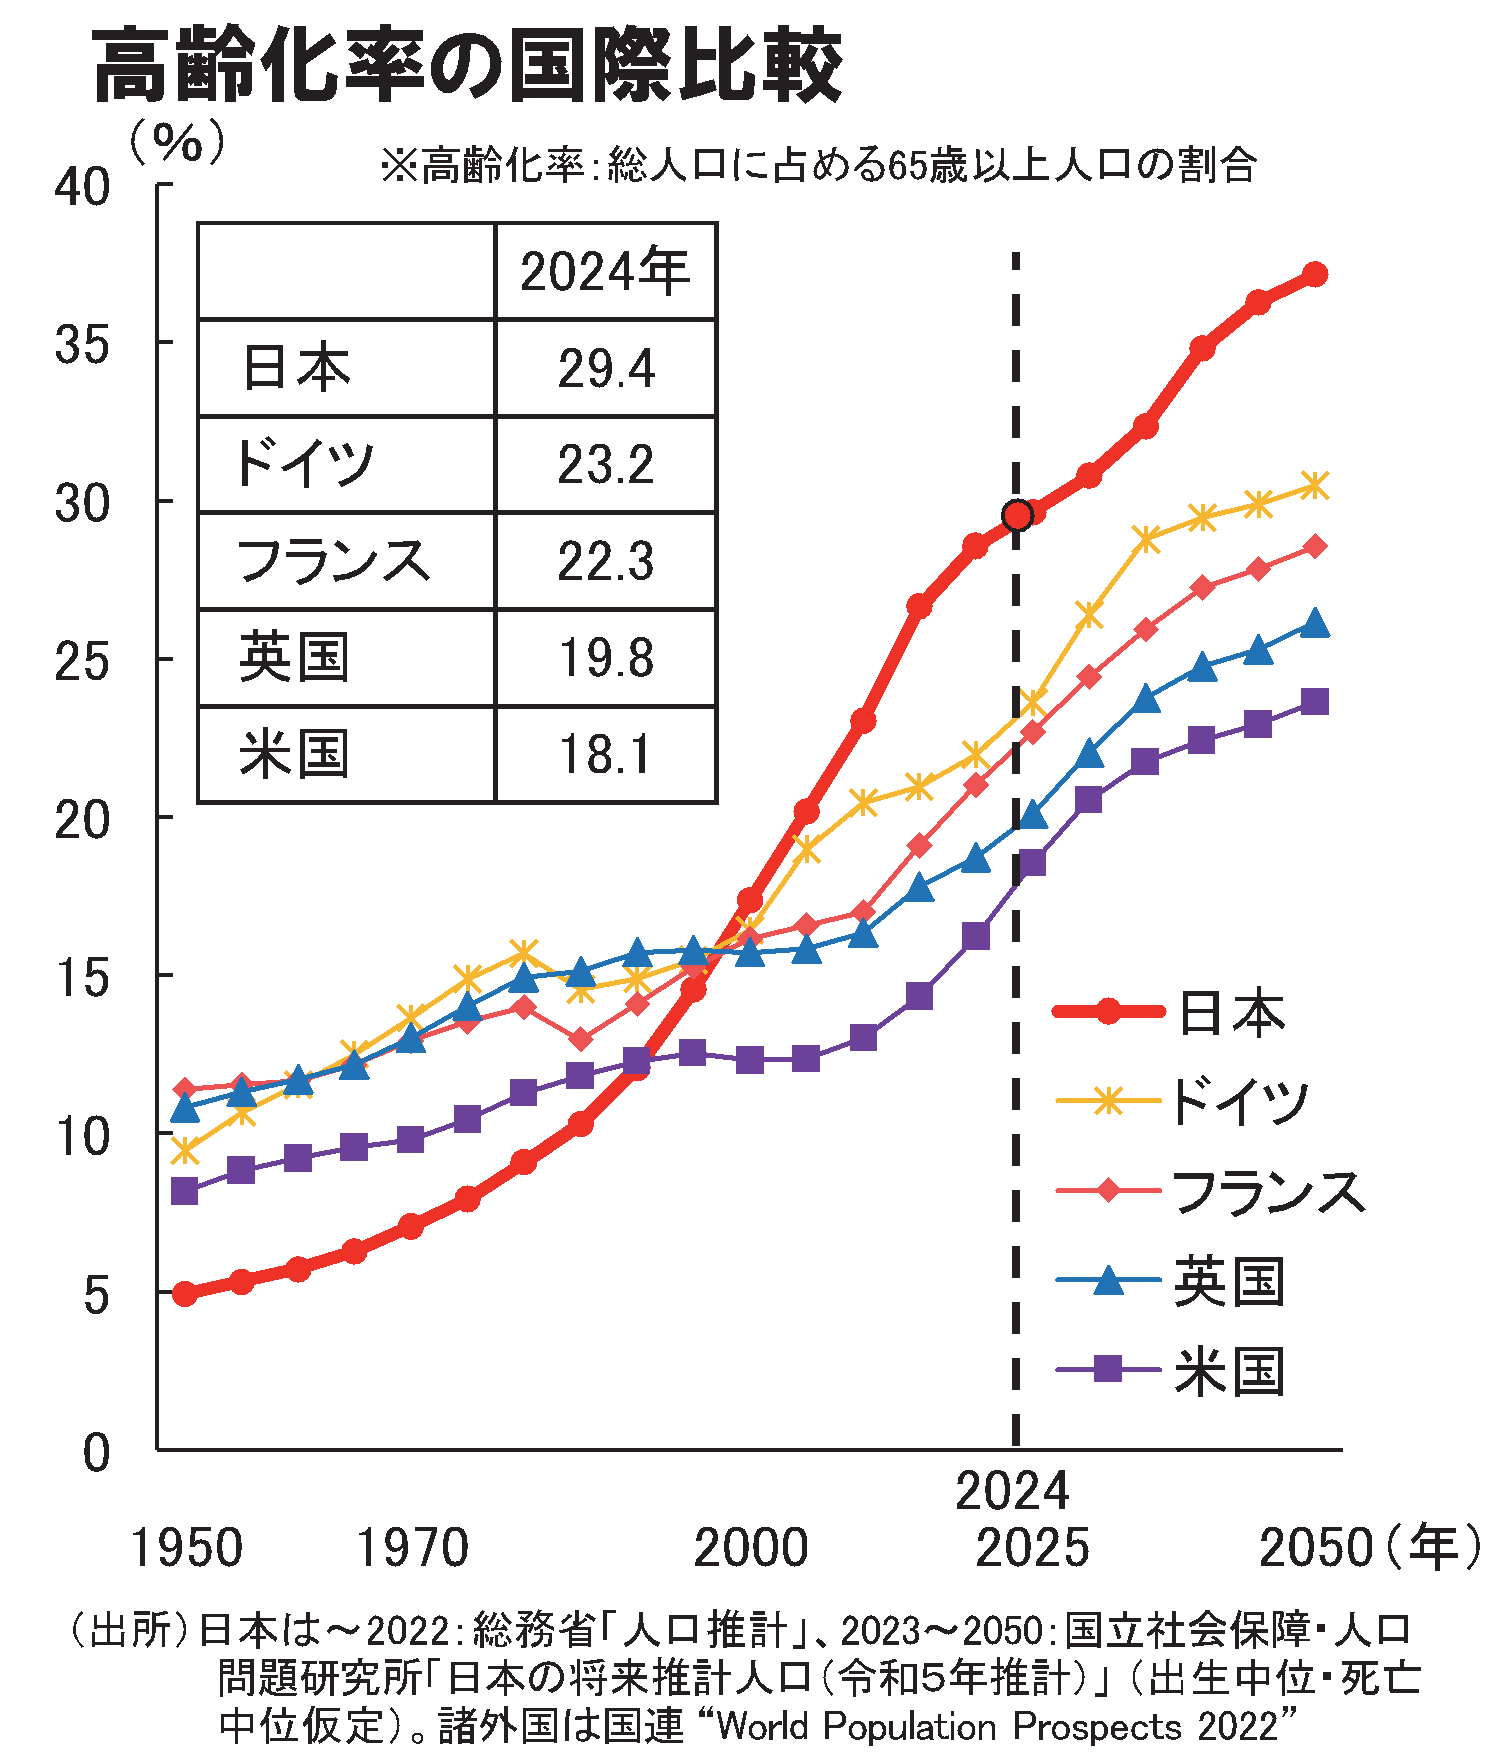 高齢化率の国際比較
(%)
※高齢化率：総人口に占める65歳以上人口の割合
40
35
30
25
20
15
10
5
0
2024年
日本 29.4
ドイツ 23.2
フランス 22.3
英国 19.8
米国 18.1
日本
ドイツ
フランス
英国
米国
2024
1950 1970 2000 2025 2050（年）
（出所）日本は～2022：総務省「人口推計」、2023～2050：国立社会保障・人口
問題研究所「日本の将来推計人口（令和５年推計）」（出生中位・死亡
中位仮定）。諸外国は国連 “World Population Prospects 2022”